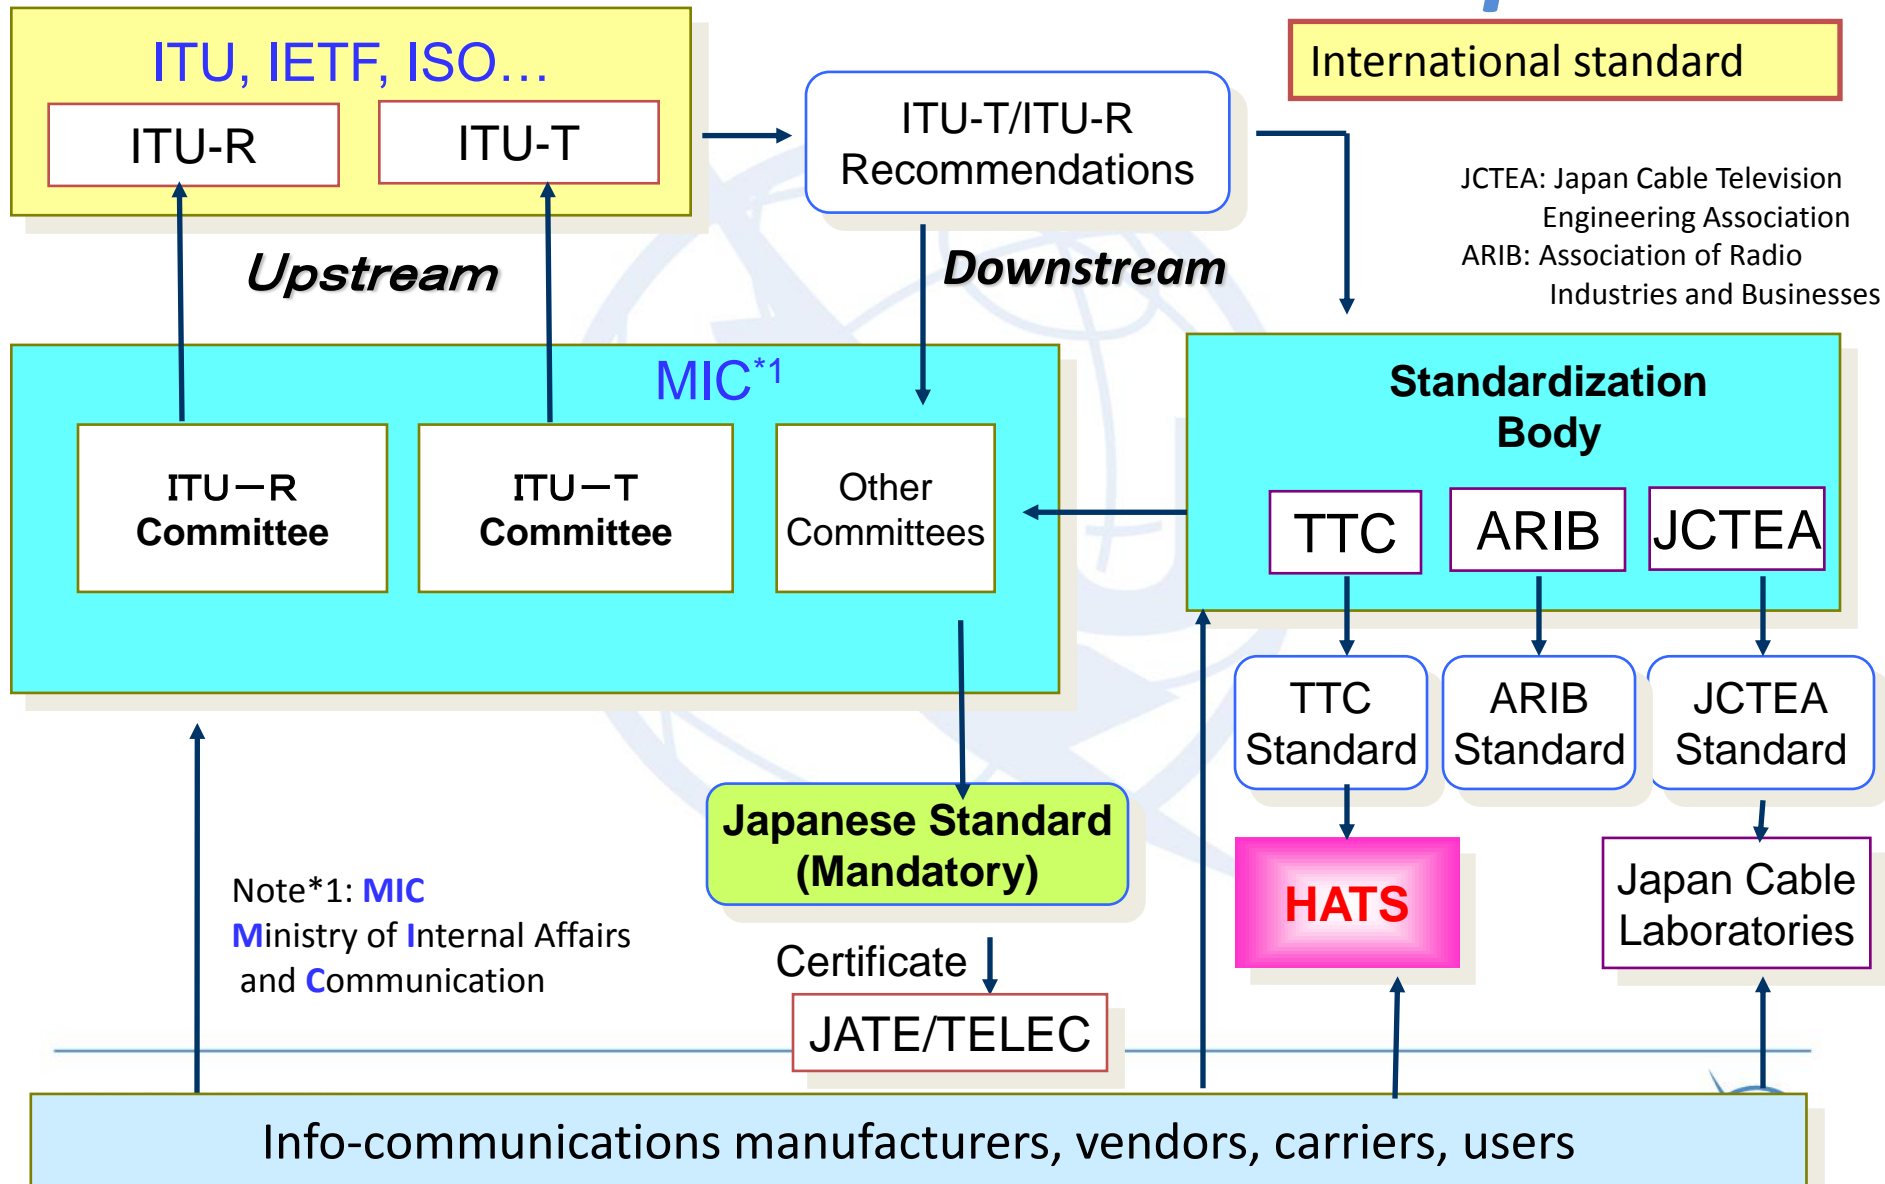 ITU, IETF, ISO…
ITU-R
ITU-T
ITU-T/ITU-R
Recommendations
International standard
JCTEA: Japan Cable Television
Engineering Association
ARIB: Association of Radio
Industries and Businesses
Upstream
Downstream
MIC*1
ITU－R
Committee
ITU－T
Committee
Other
Committees
Standardization
Body
TTC
ARIB
JCTEA
TTC
Standard
ARIB
Standard
JCTEA
Standard
Japanese Standard
(Mandatory)
HATS
Japan Cable
Laboratories
Note*1: MIC
Ministry of Internal Affairs
and Communication
Certificate
JATE/TELEC
Info-communications manufacturers, vendors, carriers, users